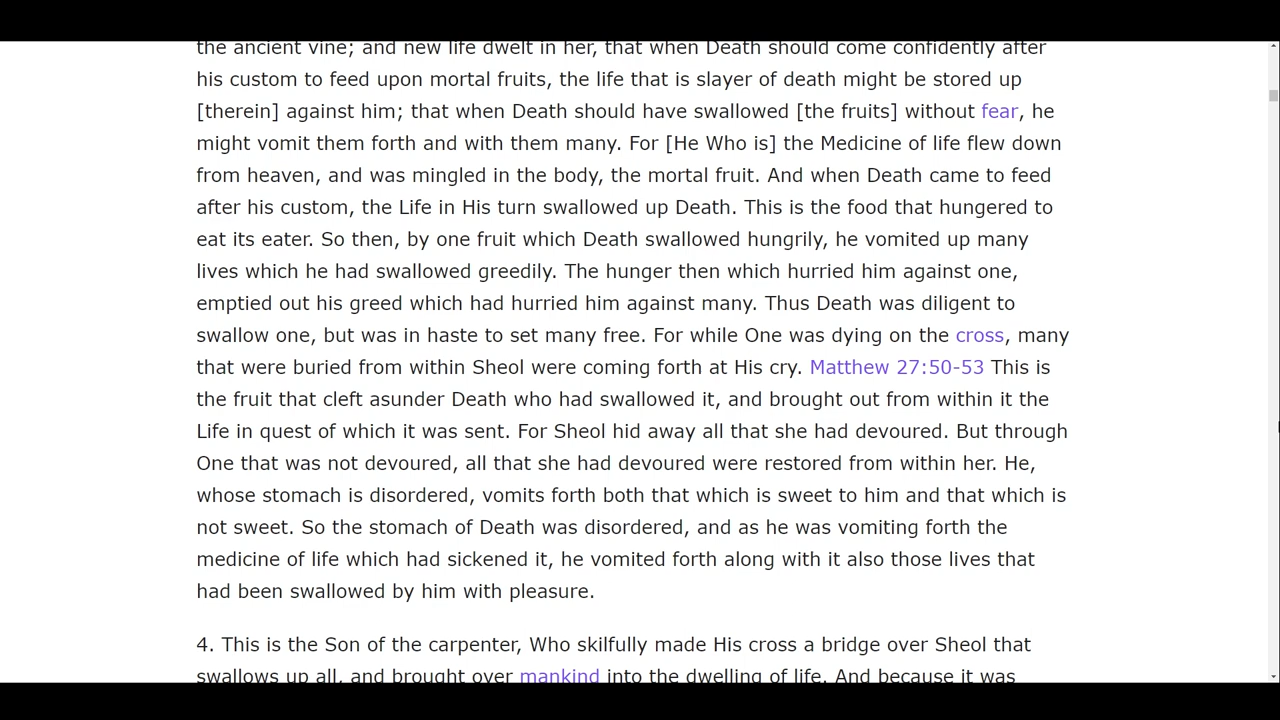 the ancient vine; and new life dwelt in her, that when Death should come confidently after
his custom to feed upon mortal fruits, the life that is slayer of death might be stored up
[therein] against him; that when Death should have swallowed [the fruits] without fear, he
might vomit them forth and with them many. For [He Who is] the Medicine of life flew down
from heaven, and was mingled in the body, the mortal fruit. And when Death came to feed
after his custom, the Life in His turn swallowed up Death. This is the food that hungered to
eat its eater. So then, by one fruit which Death swallowed hungrily, he vomited up many
lives which he had swallowed greedily. The hunger then which hurried him against one,
emptied out his greed which had hurried him against many. Thus Death was diligent to
swallow one, but was in haste to set many free. For while One was dying on the cross, many
that were buried from within Sheol were coming forth at His cry. Matthew 27:50-53 This is
the fruit that cleft asunder Death who had swallowed it, and brought out from within it the
Life in quest of which it was sent. For Sheol hid away all that she had devoured. But through
One that was not devoured, all that she had devoured were restored from within her. He,
whose stomach is disordered, vomits forth both that which is sweet to him and that which is
not sweet. So the stomach of Death was disordered, and as he was vomiting forth the
medicine of life which had sickened it, he vomited forth along with it also those lives that
had been swallowed by him with pleasure.
4. This is the Son of the carpenter, Who skilfully made His cross a bridge over Sheol that
swallows up all, and brought over mankind into the dwelling of life. And because it was